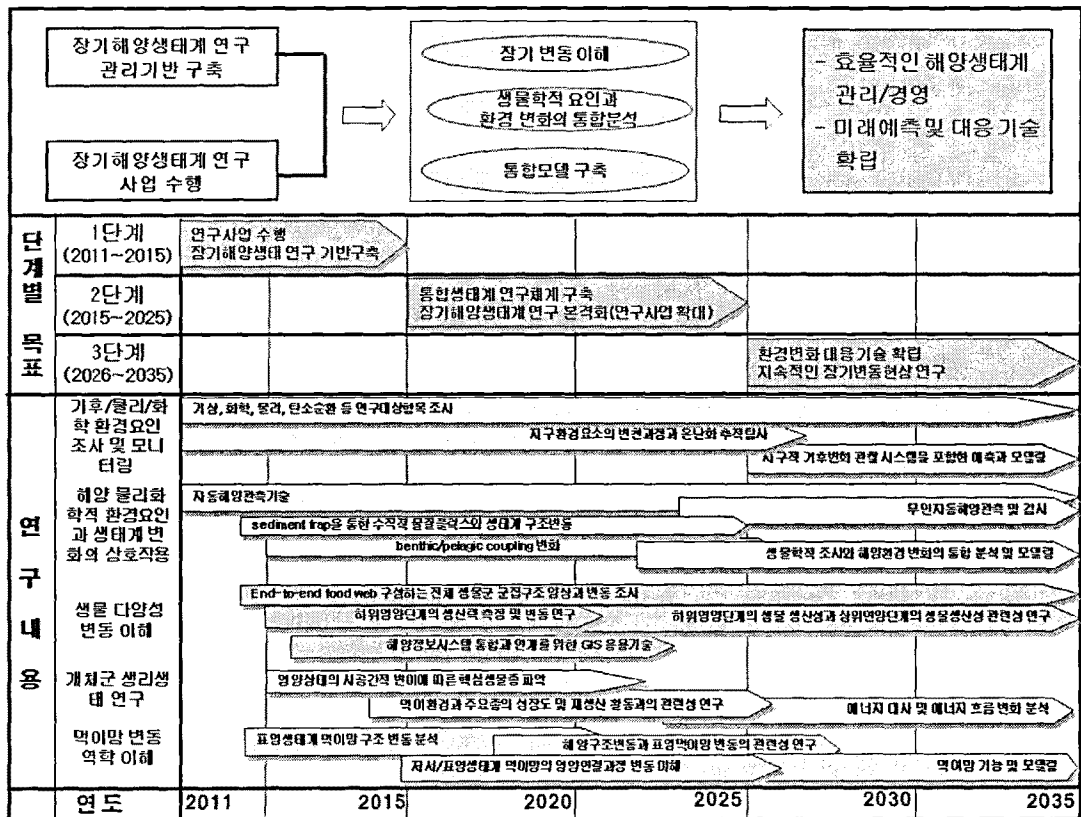 장기해양생태계 연구
관리기반 구축
장기해양생태계 연구
사업 수행
장기 변동 이해
생물학적 요인과
환경 변화의 통합분석
통합모델 구축
- 효율적인 해양생태계
관리/경영
- 미래예측 및 대응 기술
확립
단계별 목표
1단계
(2011~2015)
연구사업 수행
장기해양생태 연구 기반구축
2단계
(2015~2025)
통합생태계 연구체계 구축
장기해양생태계 연구 본격화(연구사업 확대)
3단계
(2026~2035)
환경변화 대응기술 확립
지속적인 장기변동현상 연구
연구내용
기후/물리/화
학 환경요인
조사 및 모니
터링
기상, 화학, 물리, 탄소순환 등 연구대상항목 조사
지구환경요소의 변천과정과 온난화 추적탐사
지구적 기후변화 관찰 시스템을 포함한 예측과 모델링
해양 물리화
학적 환경요인
과 생태계 변
화의 상호작용
자동해양관측기술
무인자동해양관측 및 감시
sediment trap을 통한 수직적 물질플럭스와 생태계 구조변동
benthic/pelagic coupling 변화
생물학적 조사와 해양환경 변화의 통합 분석 및 모델링
생물 다양성
변동 이해
End-to-end food web 구성하는 전체 생물군 군집구조 양상과 변동 조사
하위영양단계의 생산력 측정 및 변동 연구
하위영양단계의 생물 생산성과 상위영양단계의 생물생산성 관련성 연구
해양정보시스템 통합과 연계를 위한 GIS 응용기술
개체군 생리생
태 연구
영양상태의 시공간적 변이에 따른 핵심생물종 파악
먹이환경과 주요종의 성장도 및 재생산 활동과의 관련성 연구
에너지 대사 및 에너지 흐름 변화 분석
먹이망 변동
역학 이해
표영생태계 먹이망 구조 변동 분석
해양구조변동과 표영먹이망 변동의 관련성 연구
저서/표영생태계 먹이망의 영양연결과정 변동 이해
먹이망 기능 및 모델링
연도
2011
2015
2020
2025
2030
2035